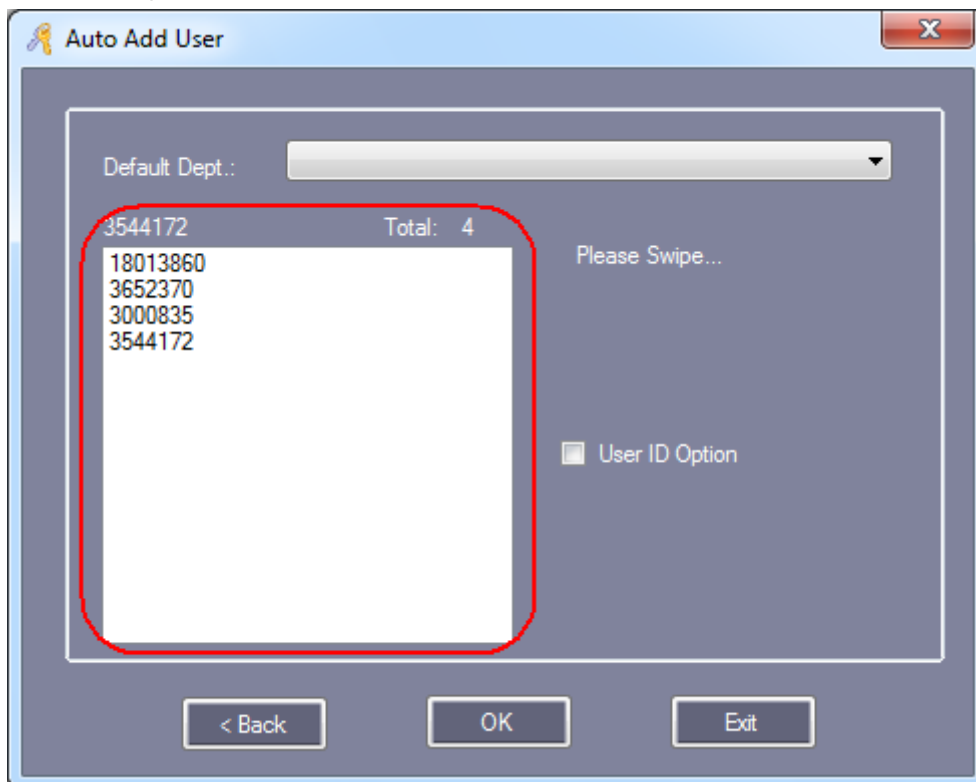 Auto Add User
Default Dept.:
3544172 Total: 4
18013860
3652370
3000835
3544172
Please Swipe...
User ID Option
< Back OK Exit